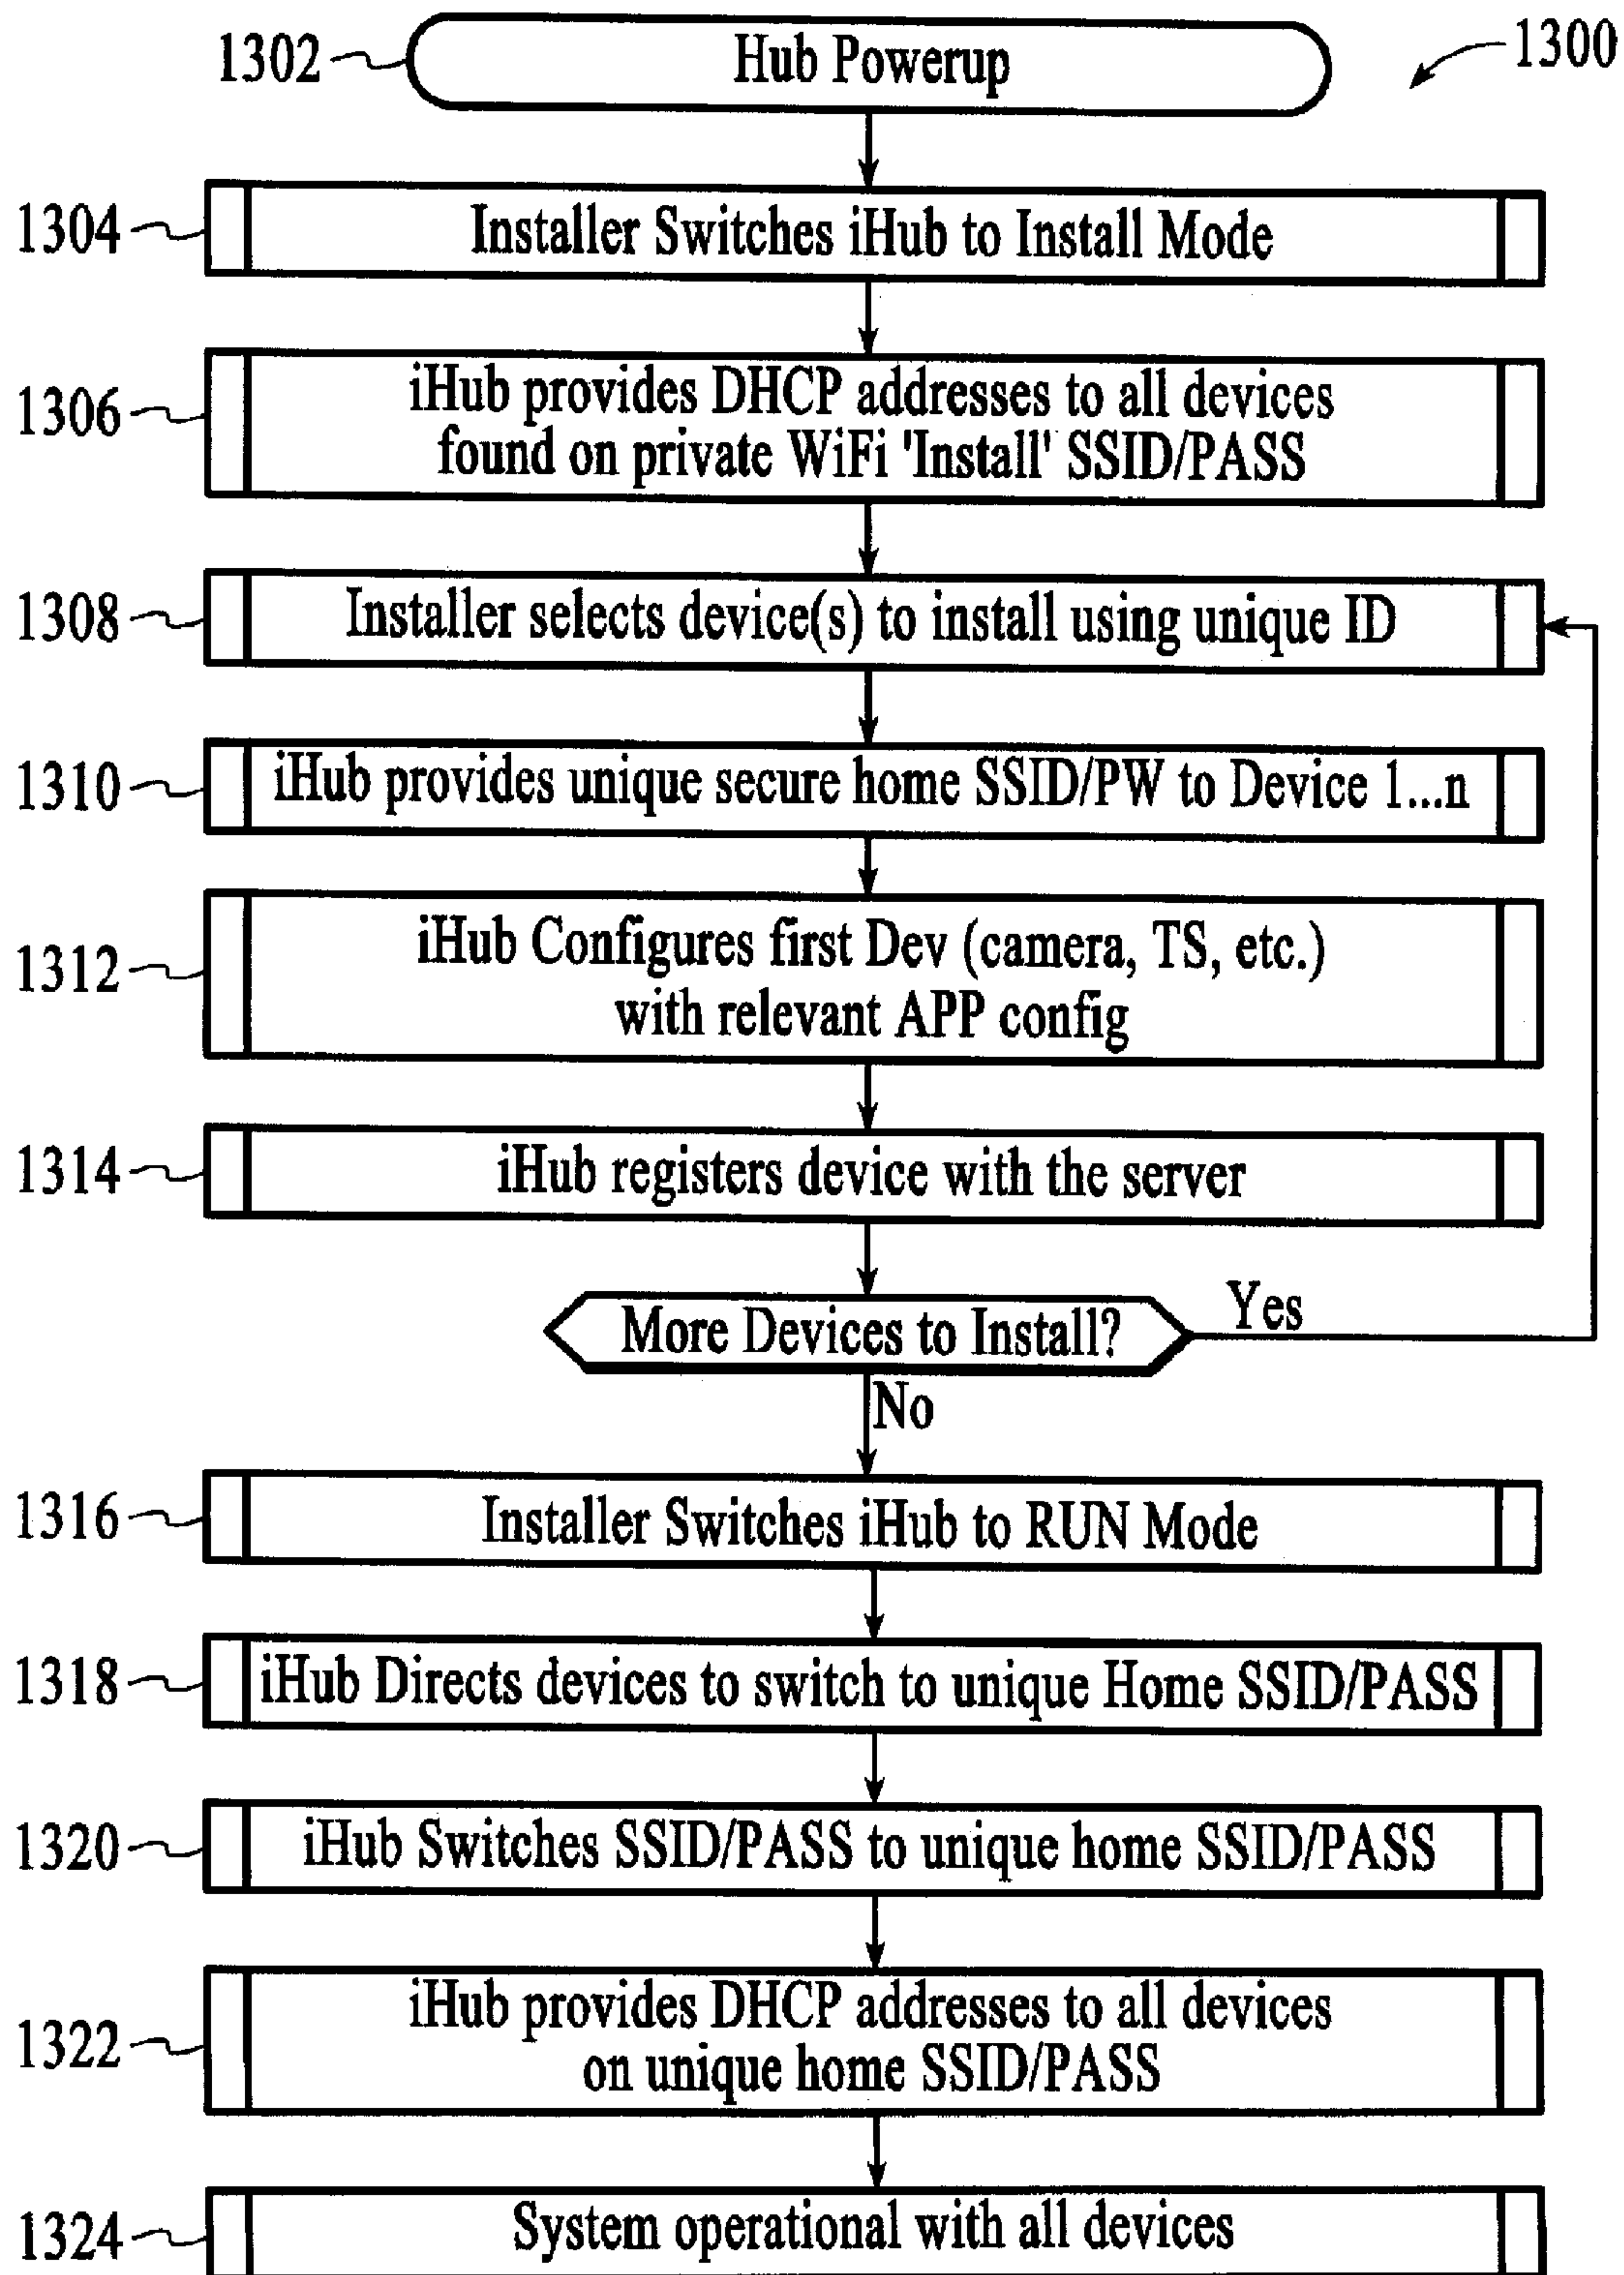 1302
Hub Powerup
1300
1304
Installer Switches iHub to Install Mode
1306
iHub provides DHCP addresses to all devices
found on private WiFi 'Install' SSID/PASS
1308
Installer selects device(s) to install using unique ID
1310
iHub provides unique secure home SSID/PW to Device 1...n
1312
iHub Configures first Dev (camera, TS, etc.)
with relevant APP config
1314
iHub registers device with the server
More Devices to Install?
Yes
No
1316
Installer Switches iHub to RUN Mode
1318
iHub Directs devices to switch to unique Home SSID/PASS
1320
iHub Switches SSID/PASS to unique home SSID/PASS
1322
iHub provides DHCP addresses to all devices
on unique home SSID/PASS
1324
System operational with all devices